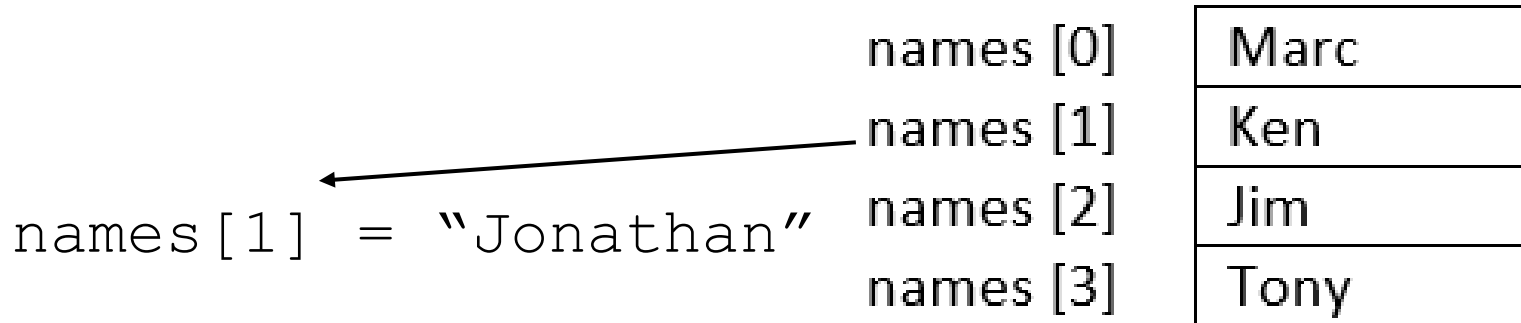 names [0] Marc
names [1] Ken
names[1] = “Jonathan”
names [2] Jim
names [3] Tony